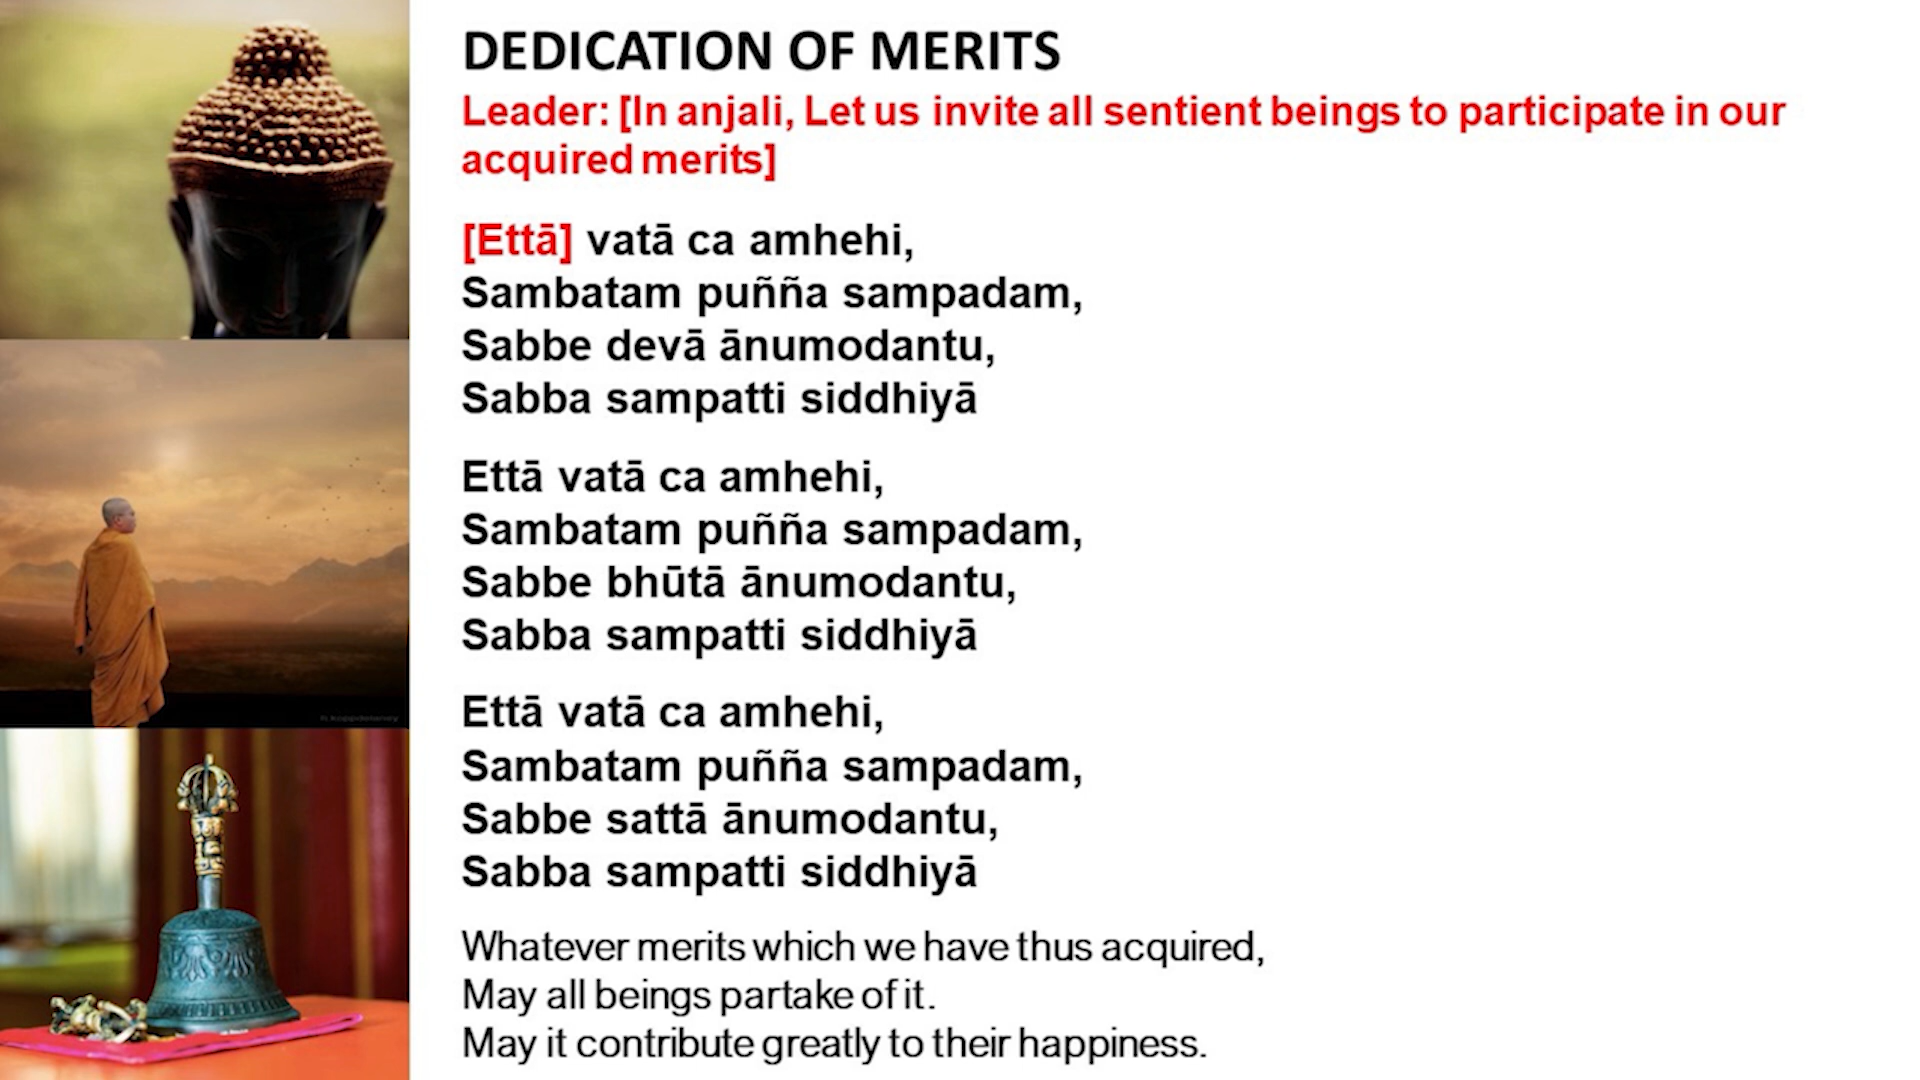 DEDICATION OF MERITS
Leader: [In anjali, Let us invite all sentient beings to participate in our
acquired merits]
[Ettā] vatā ca amhehi,
Sambatam puñña sampadam,
Sabbe devā ānumodantu,
Sabba sampatti siddhiyā
Ettā vatā ca amhehi,
Sambatam puñña sampadam,
Sabbe bhūtā ānumodantu,
Sabba sampatti siddhiyā
Ettā vatā ca amhehi,
Sambatam puñña sampadam,
Sabbe sattā ānumodantu,
Sabba sampatti siddhiyā
Whatever merits which we have thus acquired,
May all beings partake of it.
May it contribute greatly to their happiness.